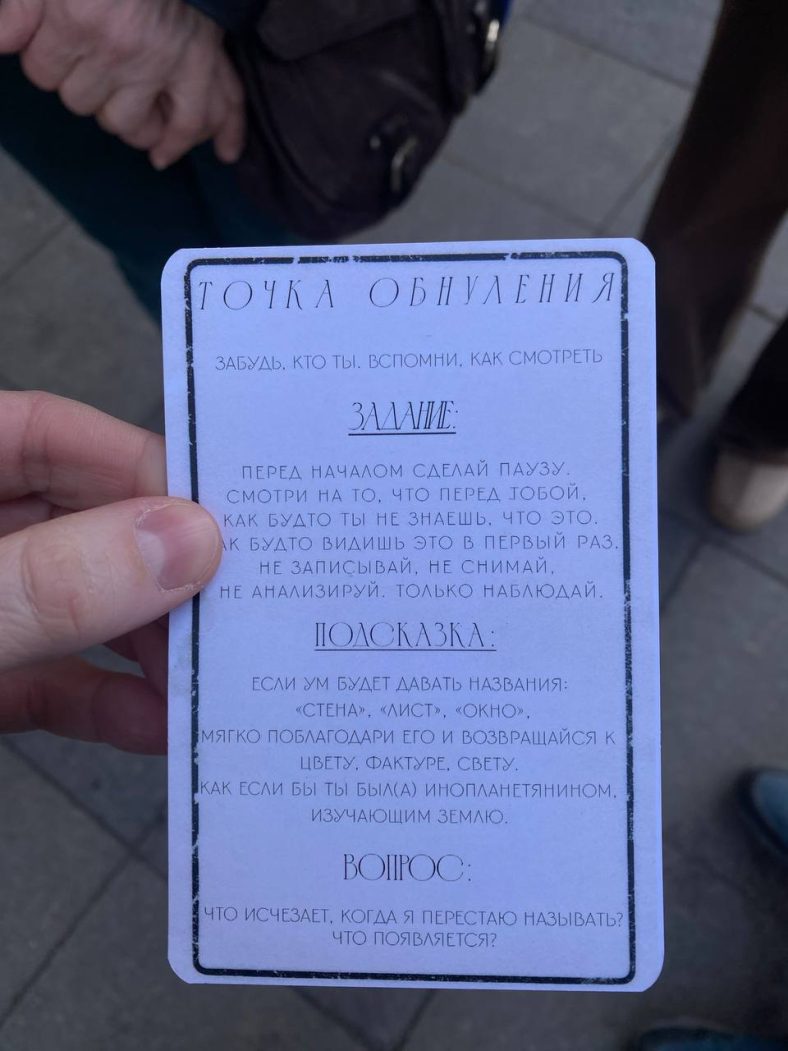 ТОЧКА ОБНУЛЕНИЯ
ЗАБУДЬ, КТО ТЫ. ВСПОМНИ, КАК СМОТРЕТЬ
ЗАДАНИЕ:
ПЕРЕД НАЧАЛОМ СДЕЛАЙ ПАУЗУ.
СМОТРИ НА ТО, ЧТО ПЕРЕД ТОБОЙ,
КАК БУДТО ТЫ НЕ ЗНАЕШЬ, ЧТО ЭТО.
АК БУДТО ВИДИШЬ ЭТО В ПЕРВЫЙ РАЗ.
НЕ ЗАПИСЫВАЙ, НЕ СНИМАЙ,
НЕ АНАЛИЗИРУЙ. ТОЛЬКО НАБЛЮДАЙ.
ПОДСКАЗКА:
ЕСЛИ УМ БУДЕТ ДАВАТЬ НАЗВАНИЯ:
«СТЕНА», «ЛИСТ», «ОКНО»,
МЯГКО ПОБЛАГОДАРИ ЕГО И ВОЗВРАЩАЙСЯ К
ЦВЕТУ, ФАКТУРЕ, СВЕТУ.
КАК ЕСЛИ БЫ ТЫ БЫЛ(А) ИНОПЛАНЕТЯНИНОМ,
ИЗУЧАЮЩИМ ЗЕМЛЮ.
ВОПРОС:
ЧТО ИСЧЕЗАЕТ, КОГДА Я ПЕРЕСТАЮ НАЗЫВАТЬ?
ЧТО ПОЯВЛЯЕТСЯ?